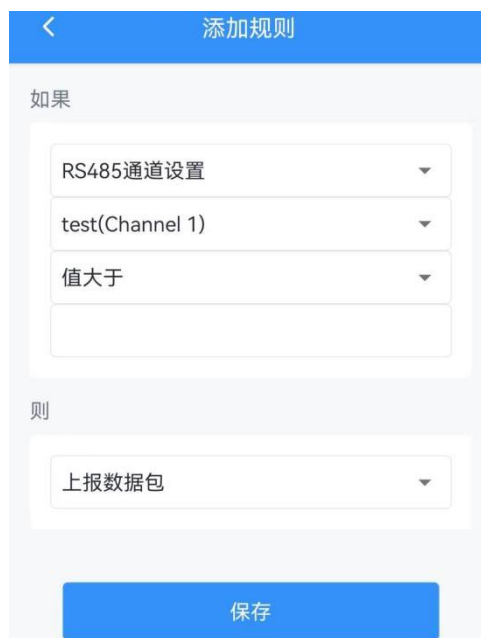 添加规则
如果
RS485通道设置
test(Channel 1)
值大于
则
上报数据包
保存